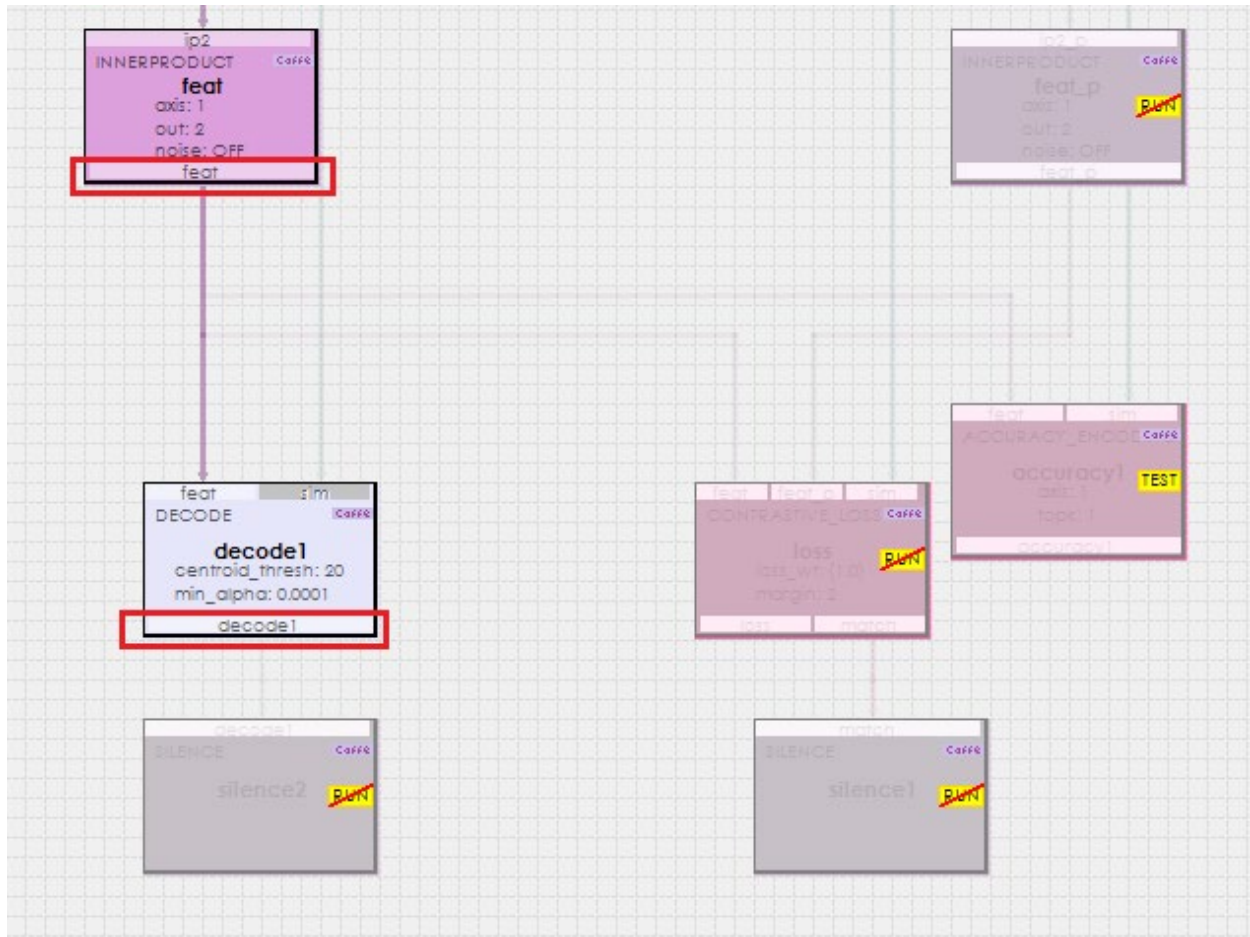 ip2
INNERPRODUCT Caffe
feat
axis: 1
out: 2
noise: OFF
feat
ip2_p
INNERPRODUCT Caffe
feat_p
axis: 1
RUN
out: 2
noise: OFF
feat_p
feat sim
ACCURACY_ENCOD Caffe
accuracy1
TEST
axis: 1
topk: 1
accuracy1
feat sim
DECODE Caffe
decode1
centroid_thresh: 20
min_alpha: 0.0001
decode1
feat feat_p sim
CONTRASTIVE_LOSS Caffe
loss
RUN
loss_wt: (1.0)
margin: 2
loss match
decode1
SILENCE Caffe
silence2
RUN
match
SILENCE Caffe
silence1
RUN